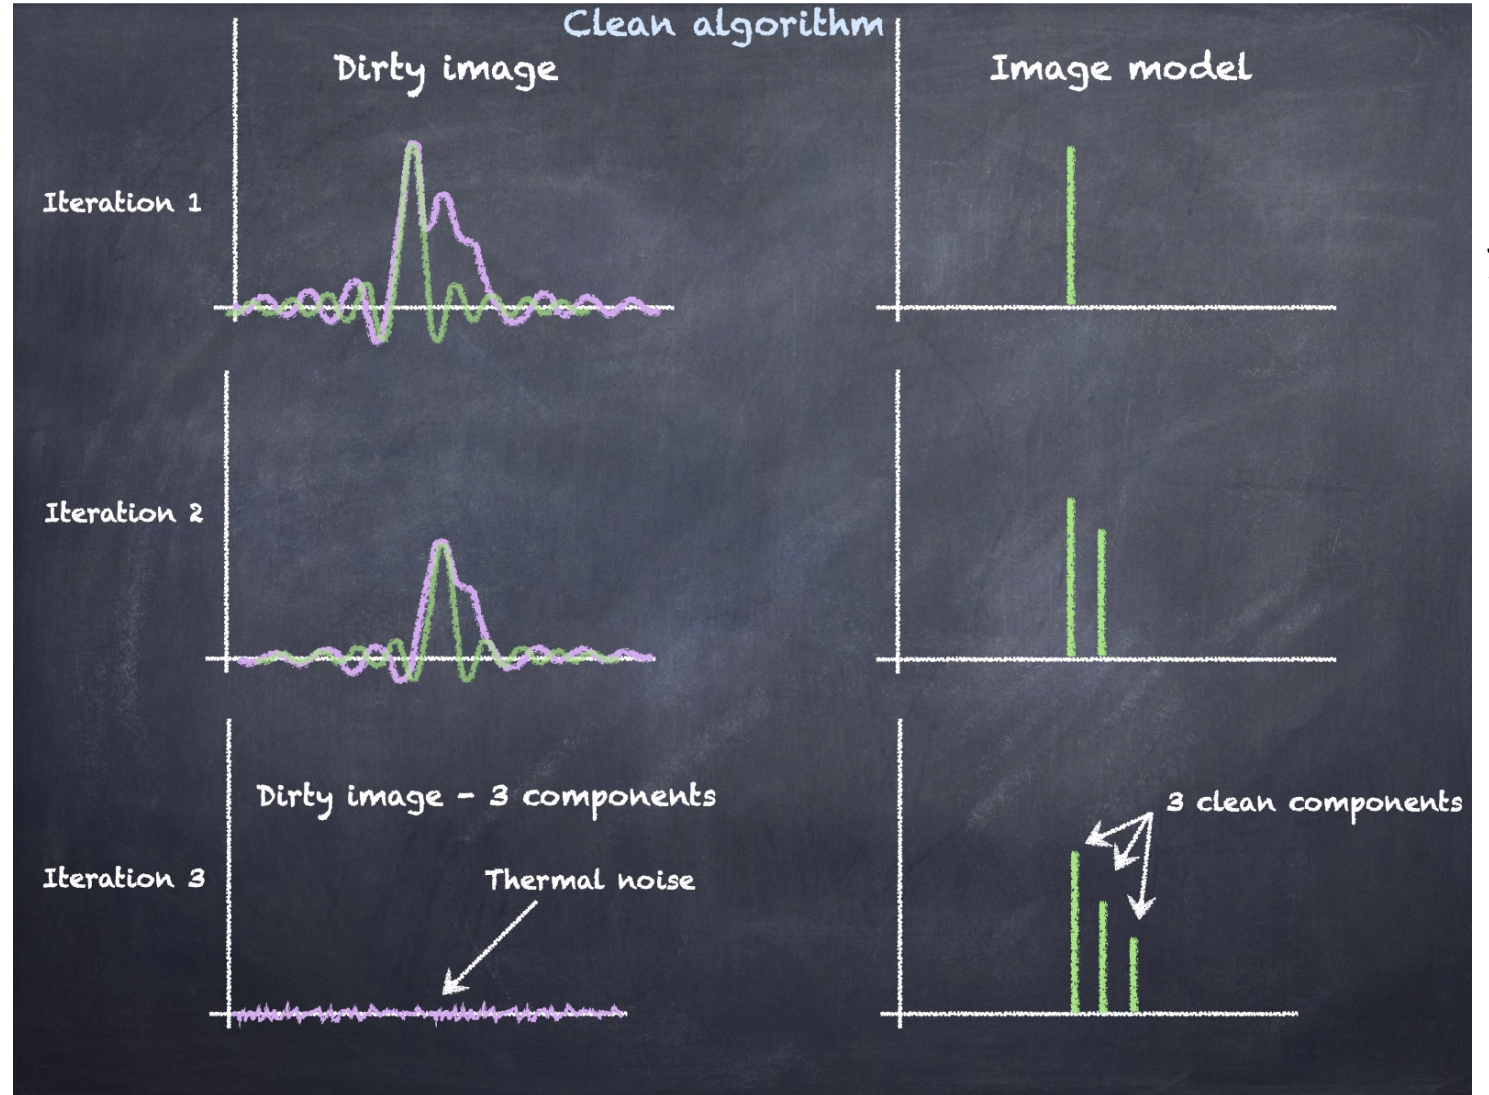 Clean algorithm
Dirty image
Image model
Iteration 1
Iteration 2
Dirty image - 3 components
3 clean components
Iteration 3
Thermal noise